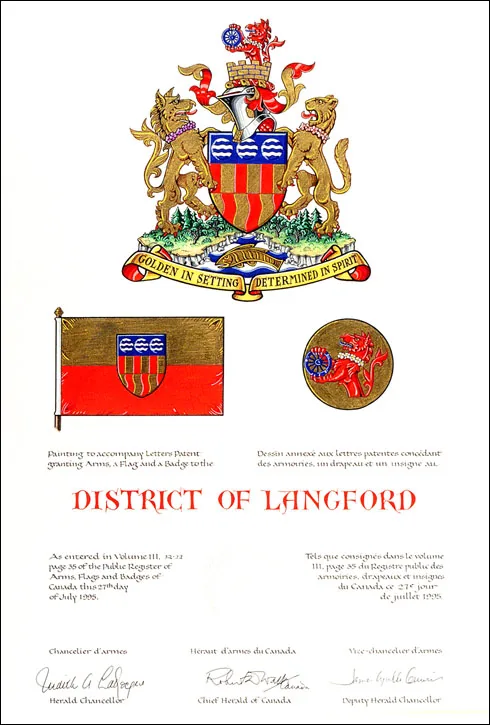 GOLDEN IN SETTING DETERMINED IN SPIRIT
Painting to accompany Letters Patent
granting Arms, a Flag and a Badge to the
Dessin annexé aux lettres patentes concédant
des armoiries, un drapeau et un insigne au
DISTRICT OF LANGFORD
As entered in Volume III,
page 35 of the Public Register of
Arms, Flags and Badges of
Canada this 27th day
of July 1995.
Tels que consignés dans le volume
III, page 35 du Registre public des
armoiries, drapeaux et insignes
du Canada ce 27e jour
de juillet 1995.
Chancelier d'armes
Héraut d'armes du Canada
Vice-chancelier d'armes
Herald Chancellor
Chief Herald of Canada
Deputy Herald Chancellor